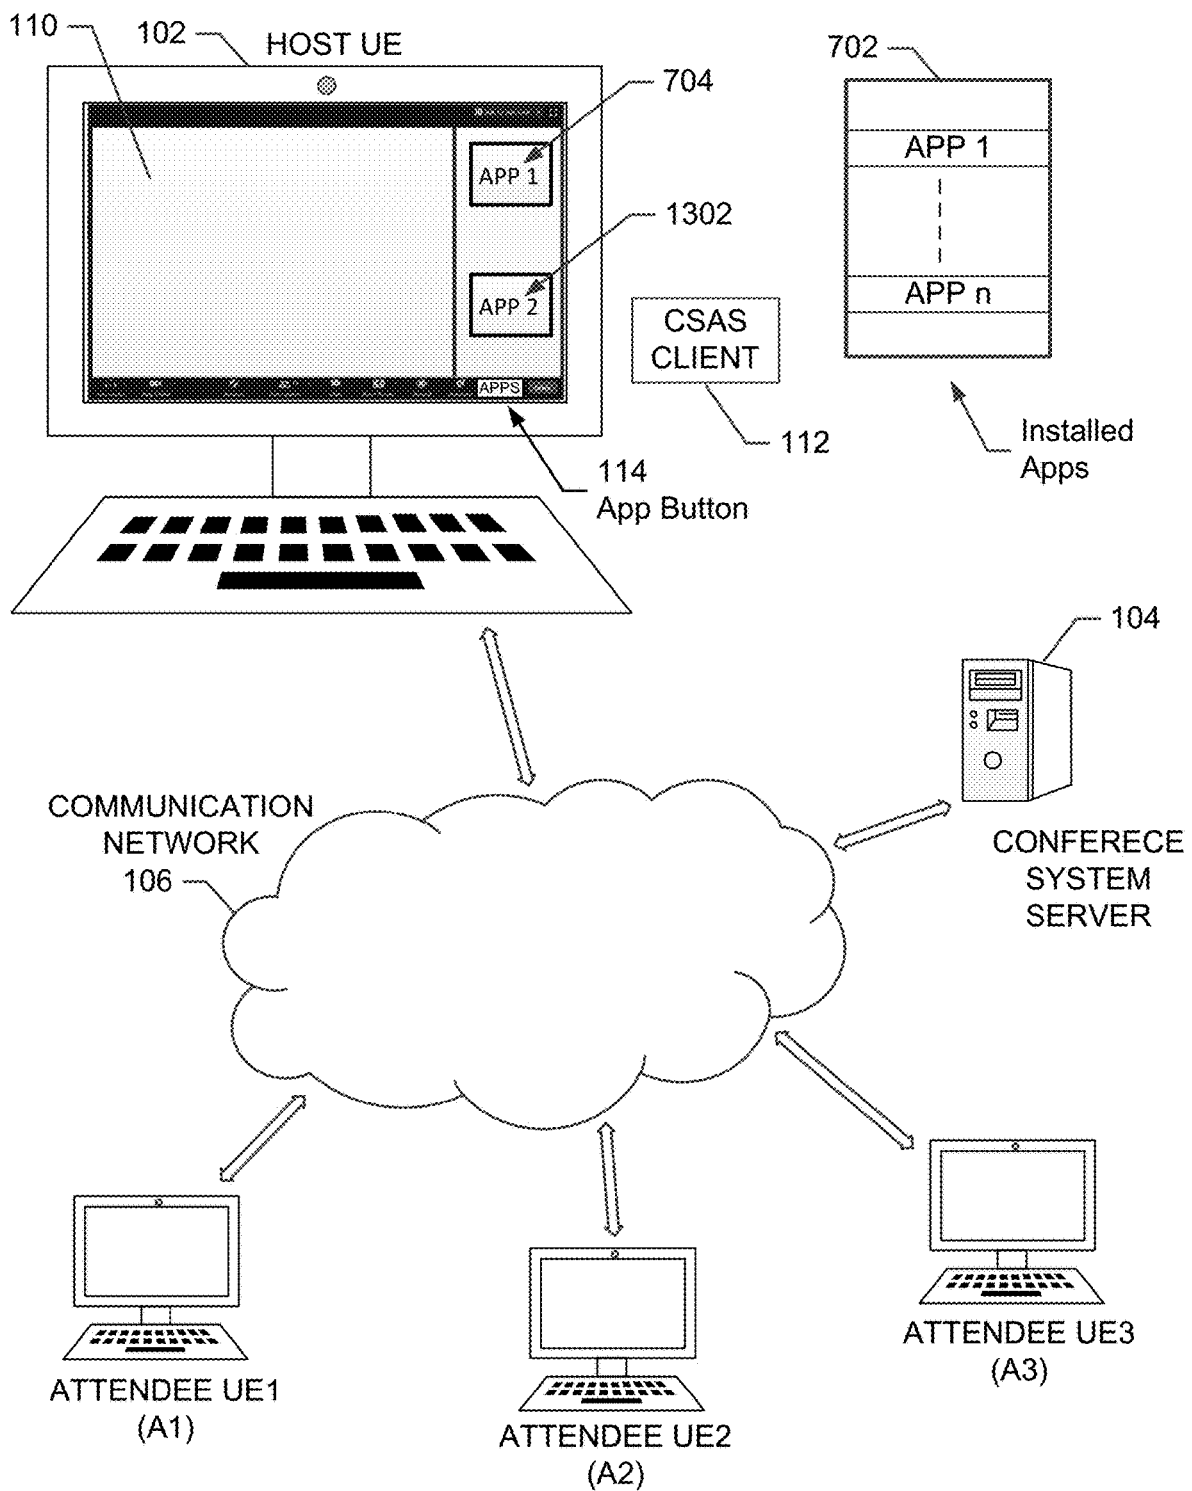 110
102
HOST UE
702
704
APP 1
APP 1
1302
APP 2
APP n
CSAS
CLIENT
APPS
112
Installed
Apps
114
App Button
104
COMMUNICATION
NETWORK
106
CONFERECE
SYSTEM
SERVER
ATTENDEE UE1
(A1)
ATTENDEE UE2
(A2)
ATTENDEE UE3
(A3)